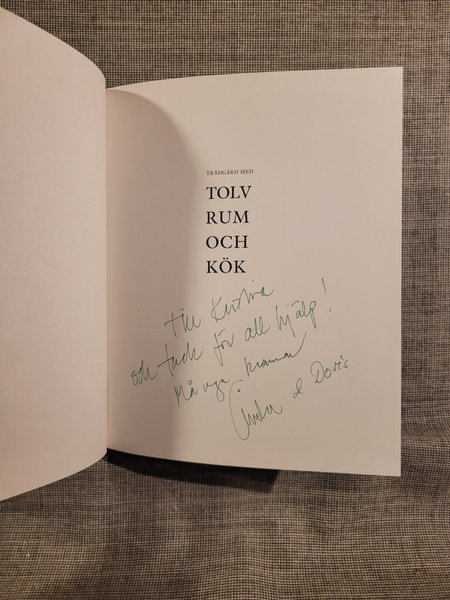 TRÄDGÅRD MED
TOLV
RUM
OCH
KÖK
till Kristina
och tack för all hjälp!
Många kramar
& Doris